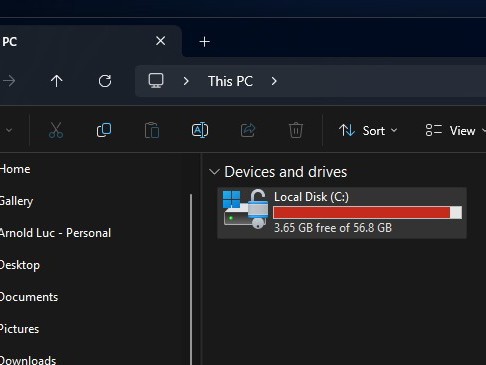 PC
This PC
Sort
View
Home
Gallery
Arnold Luc - Personal
Desktop
Documents
Pictures
Downloads
Devices and drives
Local Disk (C:)
3.65 GB free of 56.8 GB